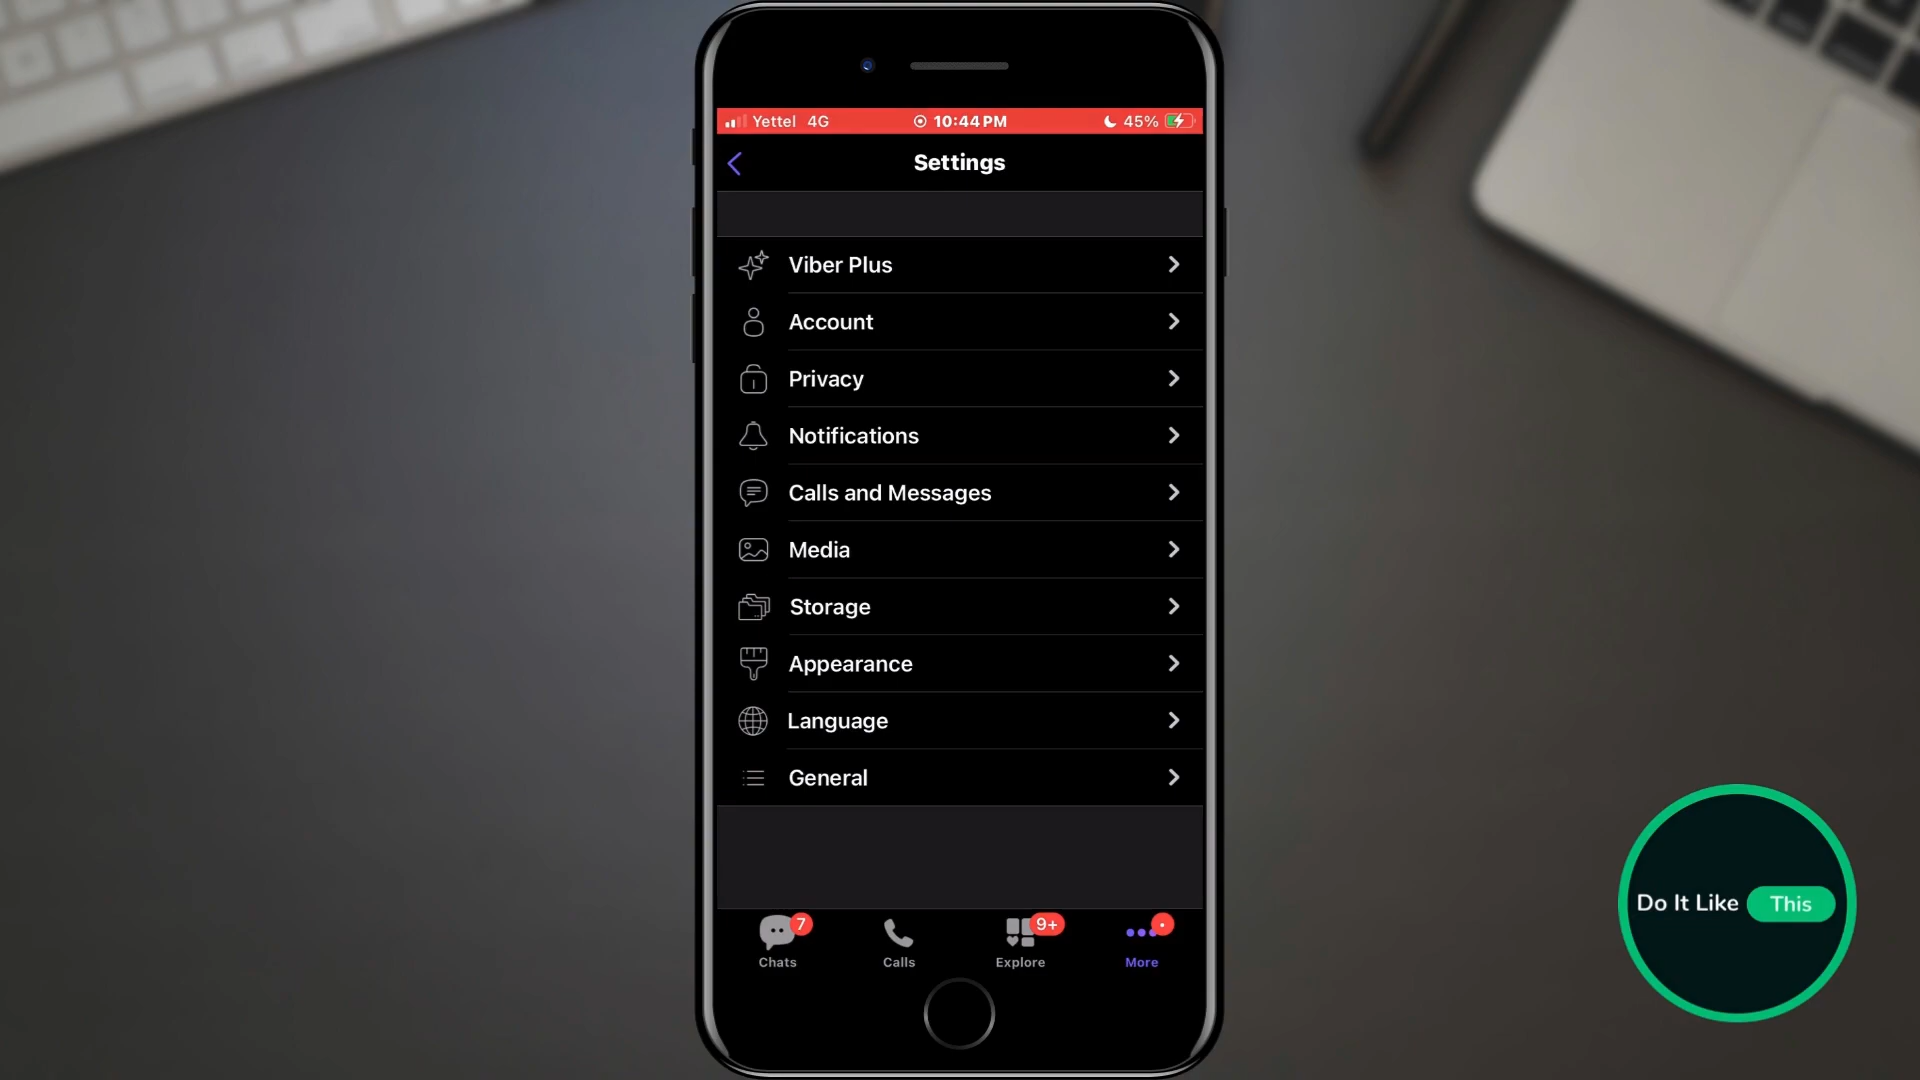 Yettel 4G 10:44 PM 45%
Settings
Viber Plus
Account
Privacy
Notifications
Calls and Messages
Media
Storage
Appearance
Language
General
7 9+
Chats Calls Explore More
Do It Like This